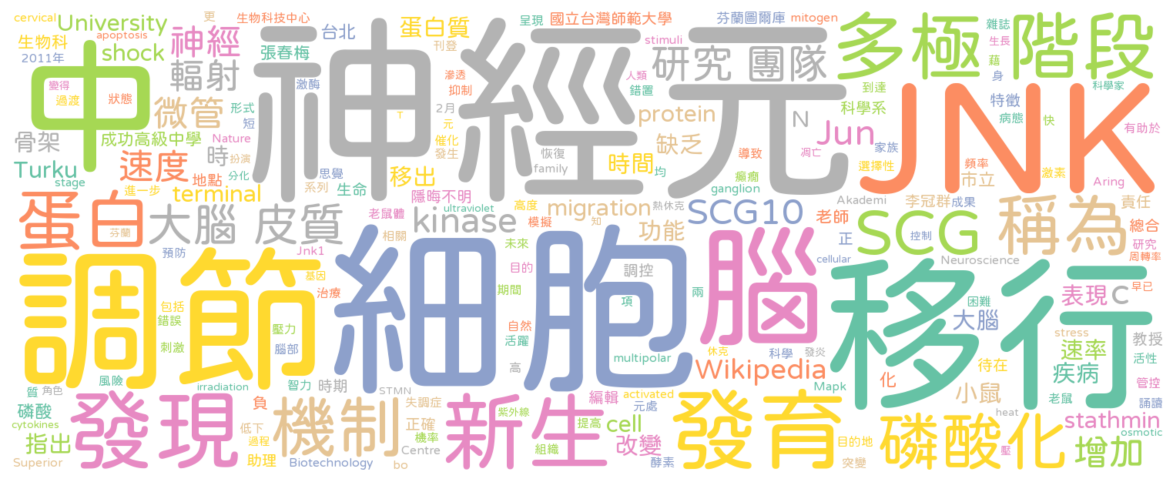 cervical
University
更
生物科技中心
台北
蛋白質
國立台灣師範大學
芬蘭圖爾庫
mitogen
雜誌
生物科
apoptosis
shock
神經
張春梅
呈現
刊登
stimuli
研究 團隊
多極 階段
生長
2011年
中
輻射
激酶
神經元
滲透
抑制
人類
錯置
到達
藉
身
科學家
變得
過渡
狀態
微管
形式
短
2月
元
protein
科學系
特徵
病態
快
有助於
骨架
成功高級中學
Nature
T
催化
發生
缺乏
N
Jun
家族
JNK
Turku
速度
時
扮演
思覺
恢復
時間
導致
凋亡
選擇性
頻率
激素
stage
地點
分化
系列
生命
移出
family
均
癲癇
市立
Aring
進一步
terminal
隱晦不明
ganglion
蛋白
大腦 皮質
老鼠體
ultraviolet
高度
熱休克
migration
SCG10
Akademi
李冠群
成果
責任
芬蘭
kinase
模擬
知
功能
老師
SCG
稱為
總合
預防
相關
Jnk1
未來
正
控制
研究
周轉率
調節
基因
治療
細胞
目的
調控
腦
cellular
Neuroscience
早已
移行
包括
錯誤
壓力
期間
項
兩
困難
表現
C
刺激
腦部
自然
活躍
multipolar
休克
科學
發炎
大腦
stress
教授
速率
活性
風險
質
角色
irradiation
智力
時期
STMN
高
Wikipedia
Mapk
待在
化
疾病
管控
磷酸
cytokines
發現
負
機制
失調症
新生
編輯
activated
元處
發育
小鼠
老鼠
誦讀
stathmin
指出
低下
正確
紫外線
提高
cell
磷酸化
heat
osmotic
Superior
過程
助理
機率
Centre
組織
改變
目的地
增加
Biotechnology
bo
酵素
突變
壓